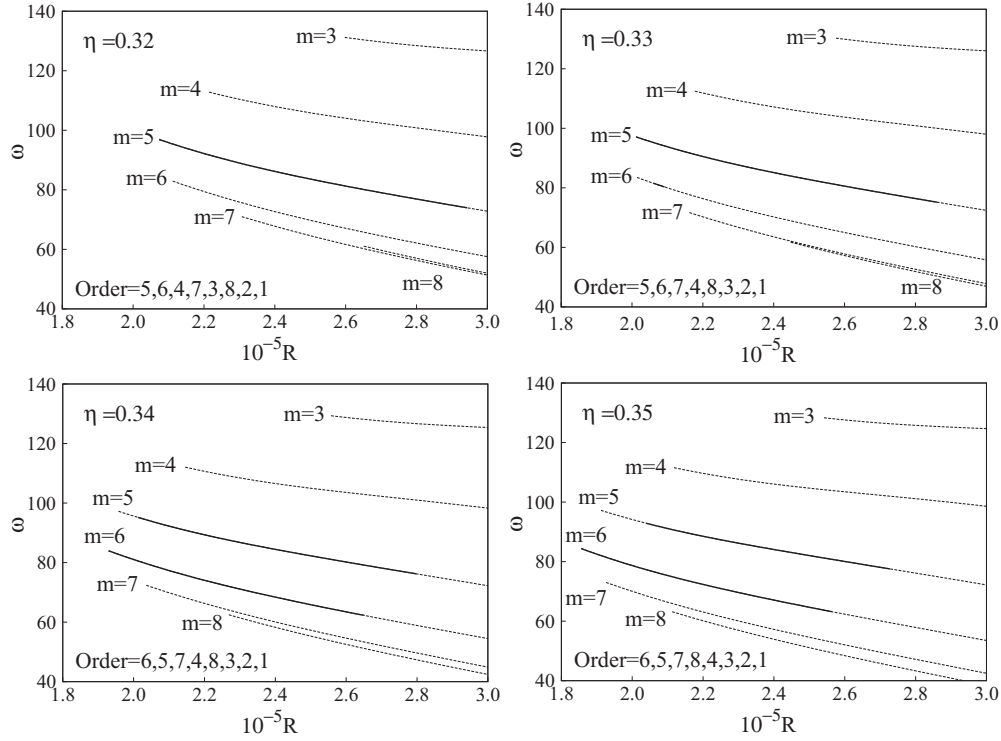 140
η =0.32
m=3
120
m=4
100
m=5
ω
80
m=6
m=7
60
m=8
Order=5,6,4,7,3,8,2,1
40
1.8 2.0 2.2 2.4 2.6 2.8 3.0
10⁻⁵R
140
η =0.33
m=3
120
m=4
100
m=5
ω
80
m=6
m=7
60
m=8
Order=5,6,7,4,8,3,2,1
40
1.8 2.0 2.2 2.4 2.6 2.8 3.0
10⁻⁵R
140
η =0.34
m=3
120
m=4
100
m=5
ω
m=6
80
m=7
60
m=8
Order=6,5,7,4,8,3,2,1
40
1.8 2.0 2.2 2.4 2.6 2.8 3.0
10⁻⁵R
140
η =0.35
m=3
120
m=4
100
m=5
ω
m=6
80
m=7
60
m=8
Order=6,5,7,8,4,3,2,1
40
1.8 2.0 2.2 2.4 2.6 2.8 3.0
10⁻⁵R